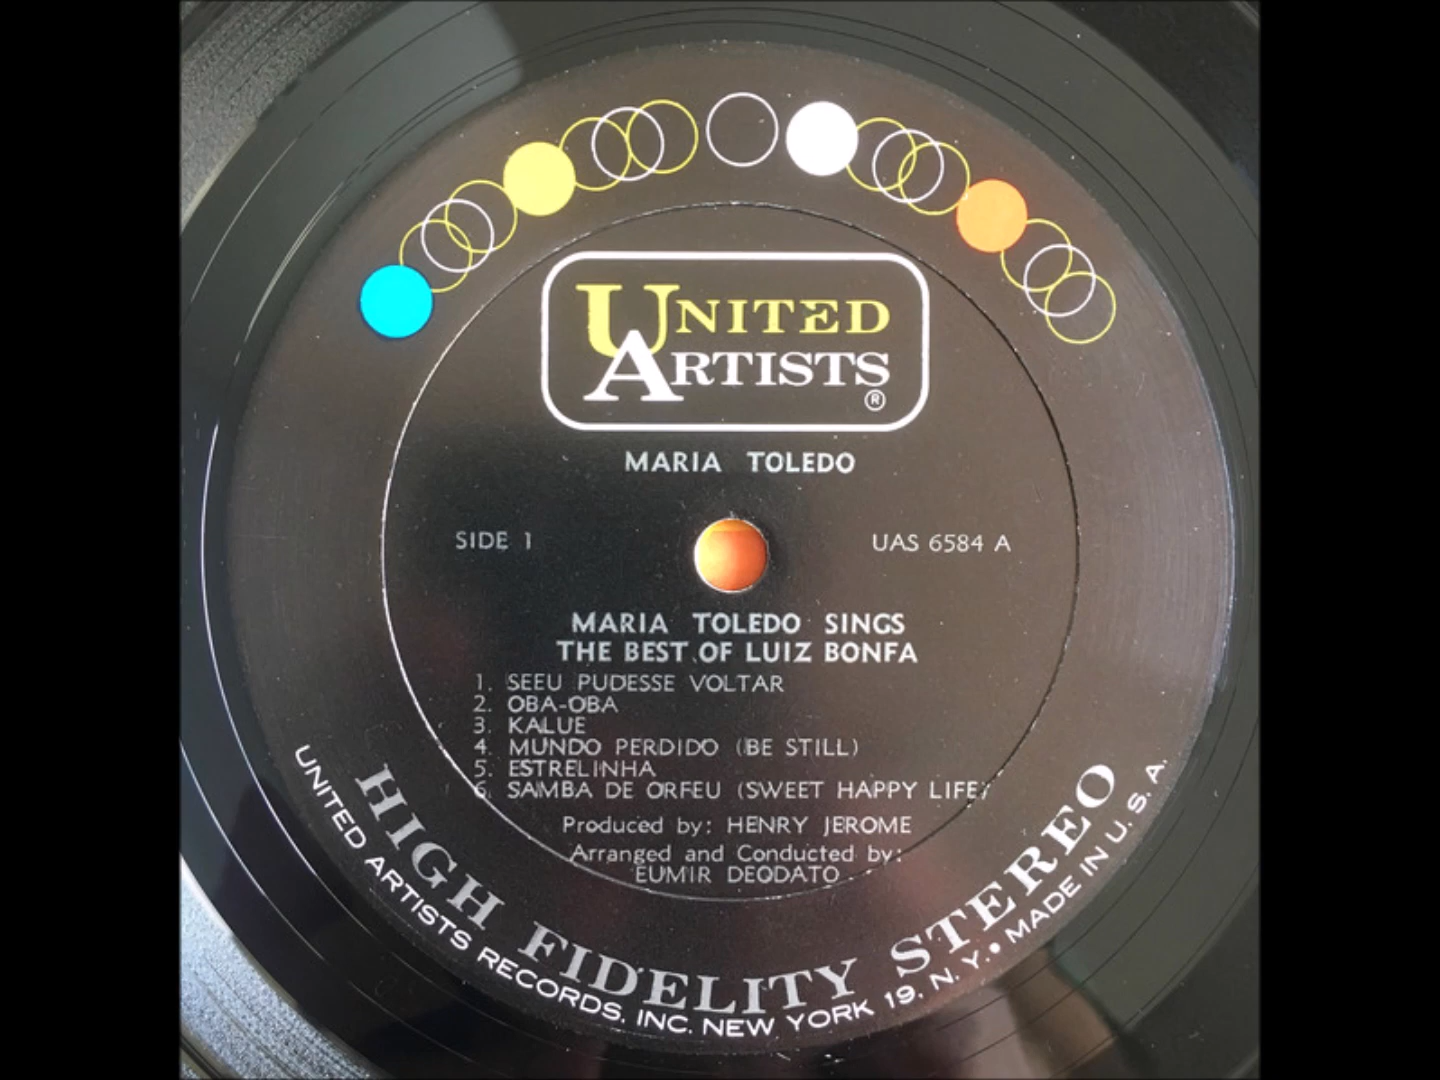 UNITED
ARTISTS
®
MARIA TOLEDO
SIDE 1
UAS 6584 A
MARIA TOLEDO SINGS
THE BEST OF LUIZ BONFA
1. SEEU PUDESSE VOLTAR
2. OBA-OBA
3. KALUE
4. MUNDO PERDIDO (BE STILL)
5. ESTRELINHA
6. SAMBA DE ORFEU (SWEET HAPPY LIFE)
Produced by: HENRY JEROME
Arranged and Conducted by:
EUMIR DEODATO
HIGH FIDELITY STEREO
UNITED ARTISTS RECORDS, INC. NEW YORK 19, N.Y. • MADE IN U.S.A.